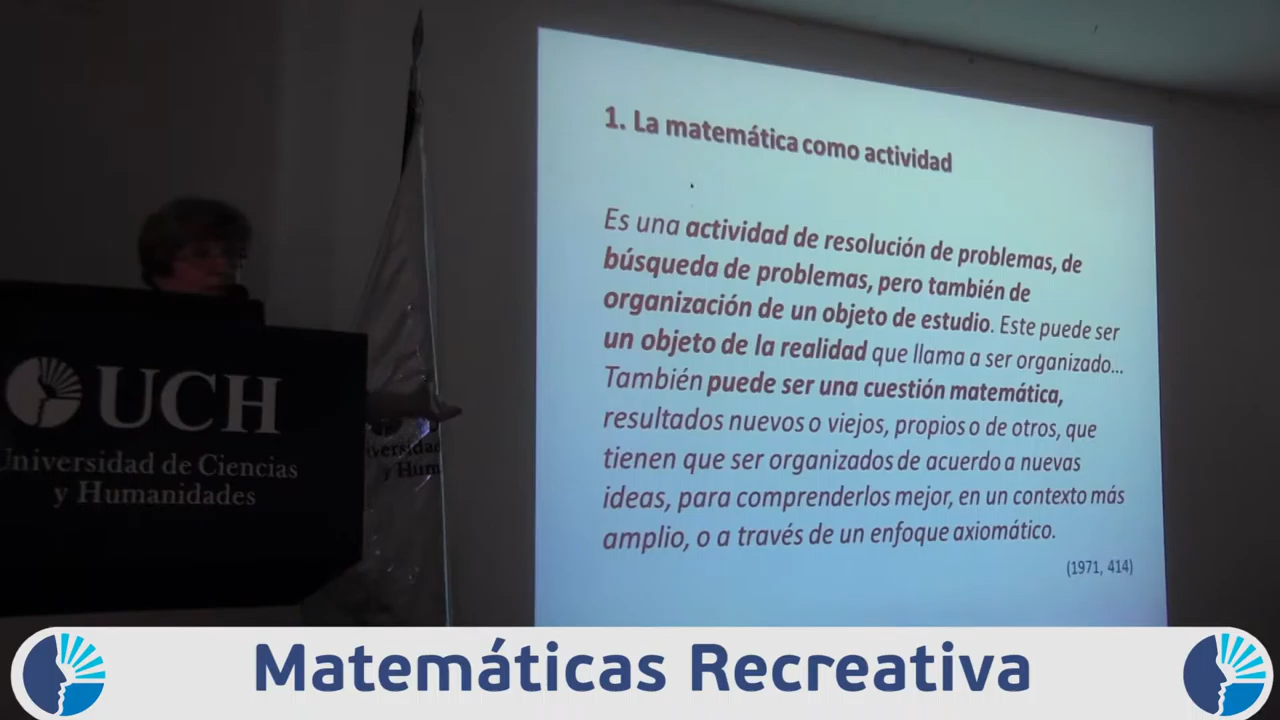 1. La matemática como actividad
Es una actividad de resolución de problemas, de
búsqueda de problemas, pero también de
organización de un objeto de estudio. Este puede ser
un objeto de la realidad que llama a ser organizado...
También puede ser una cuestión matemática,
resultados nuevos o viejos, propios o de otros, que
tienen que ser organizados de acuerdo a nuevas
ideas, para comprenderlos mejor, en un contexto más
amplio, o a través de un enfoque axiomático.
(1971, 414)
UCH
Universidad de Ciencias
y Humanidades
iversidad
y Hum
Matemáticas Recreativa